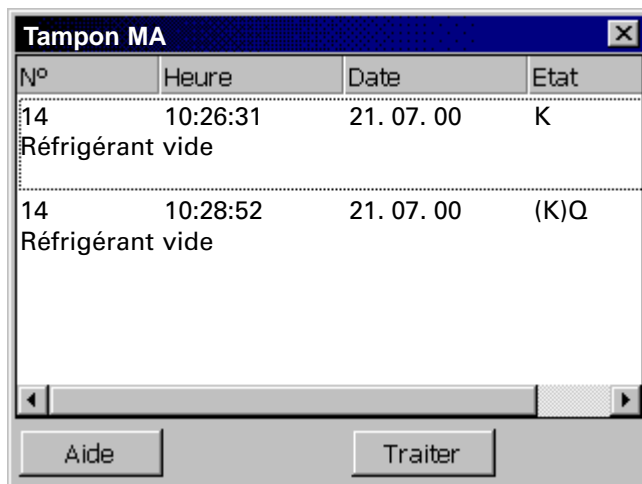 Tampon MA
Nº Heure Date Etat
14 10:26:31 21. 07. 00 K
Réfrigérant vide
14 10:28:52 21. 07. 00 (K)Q
Réfrigérant vide
Aide Traiter